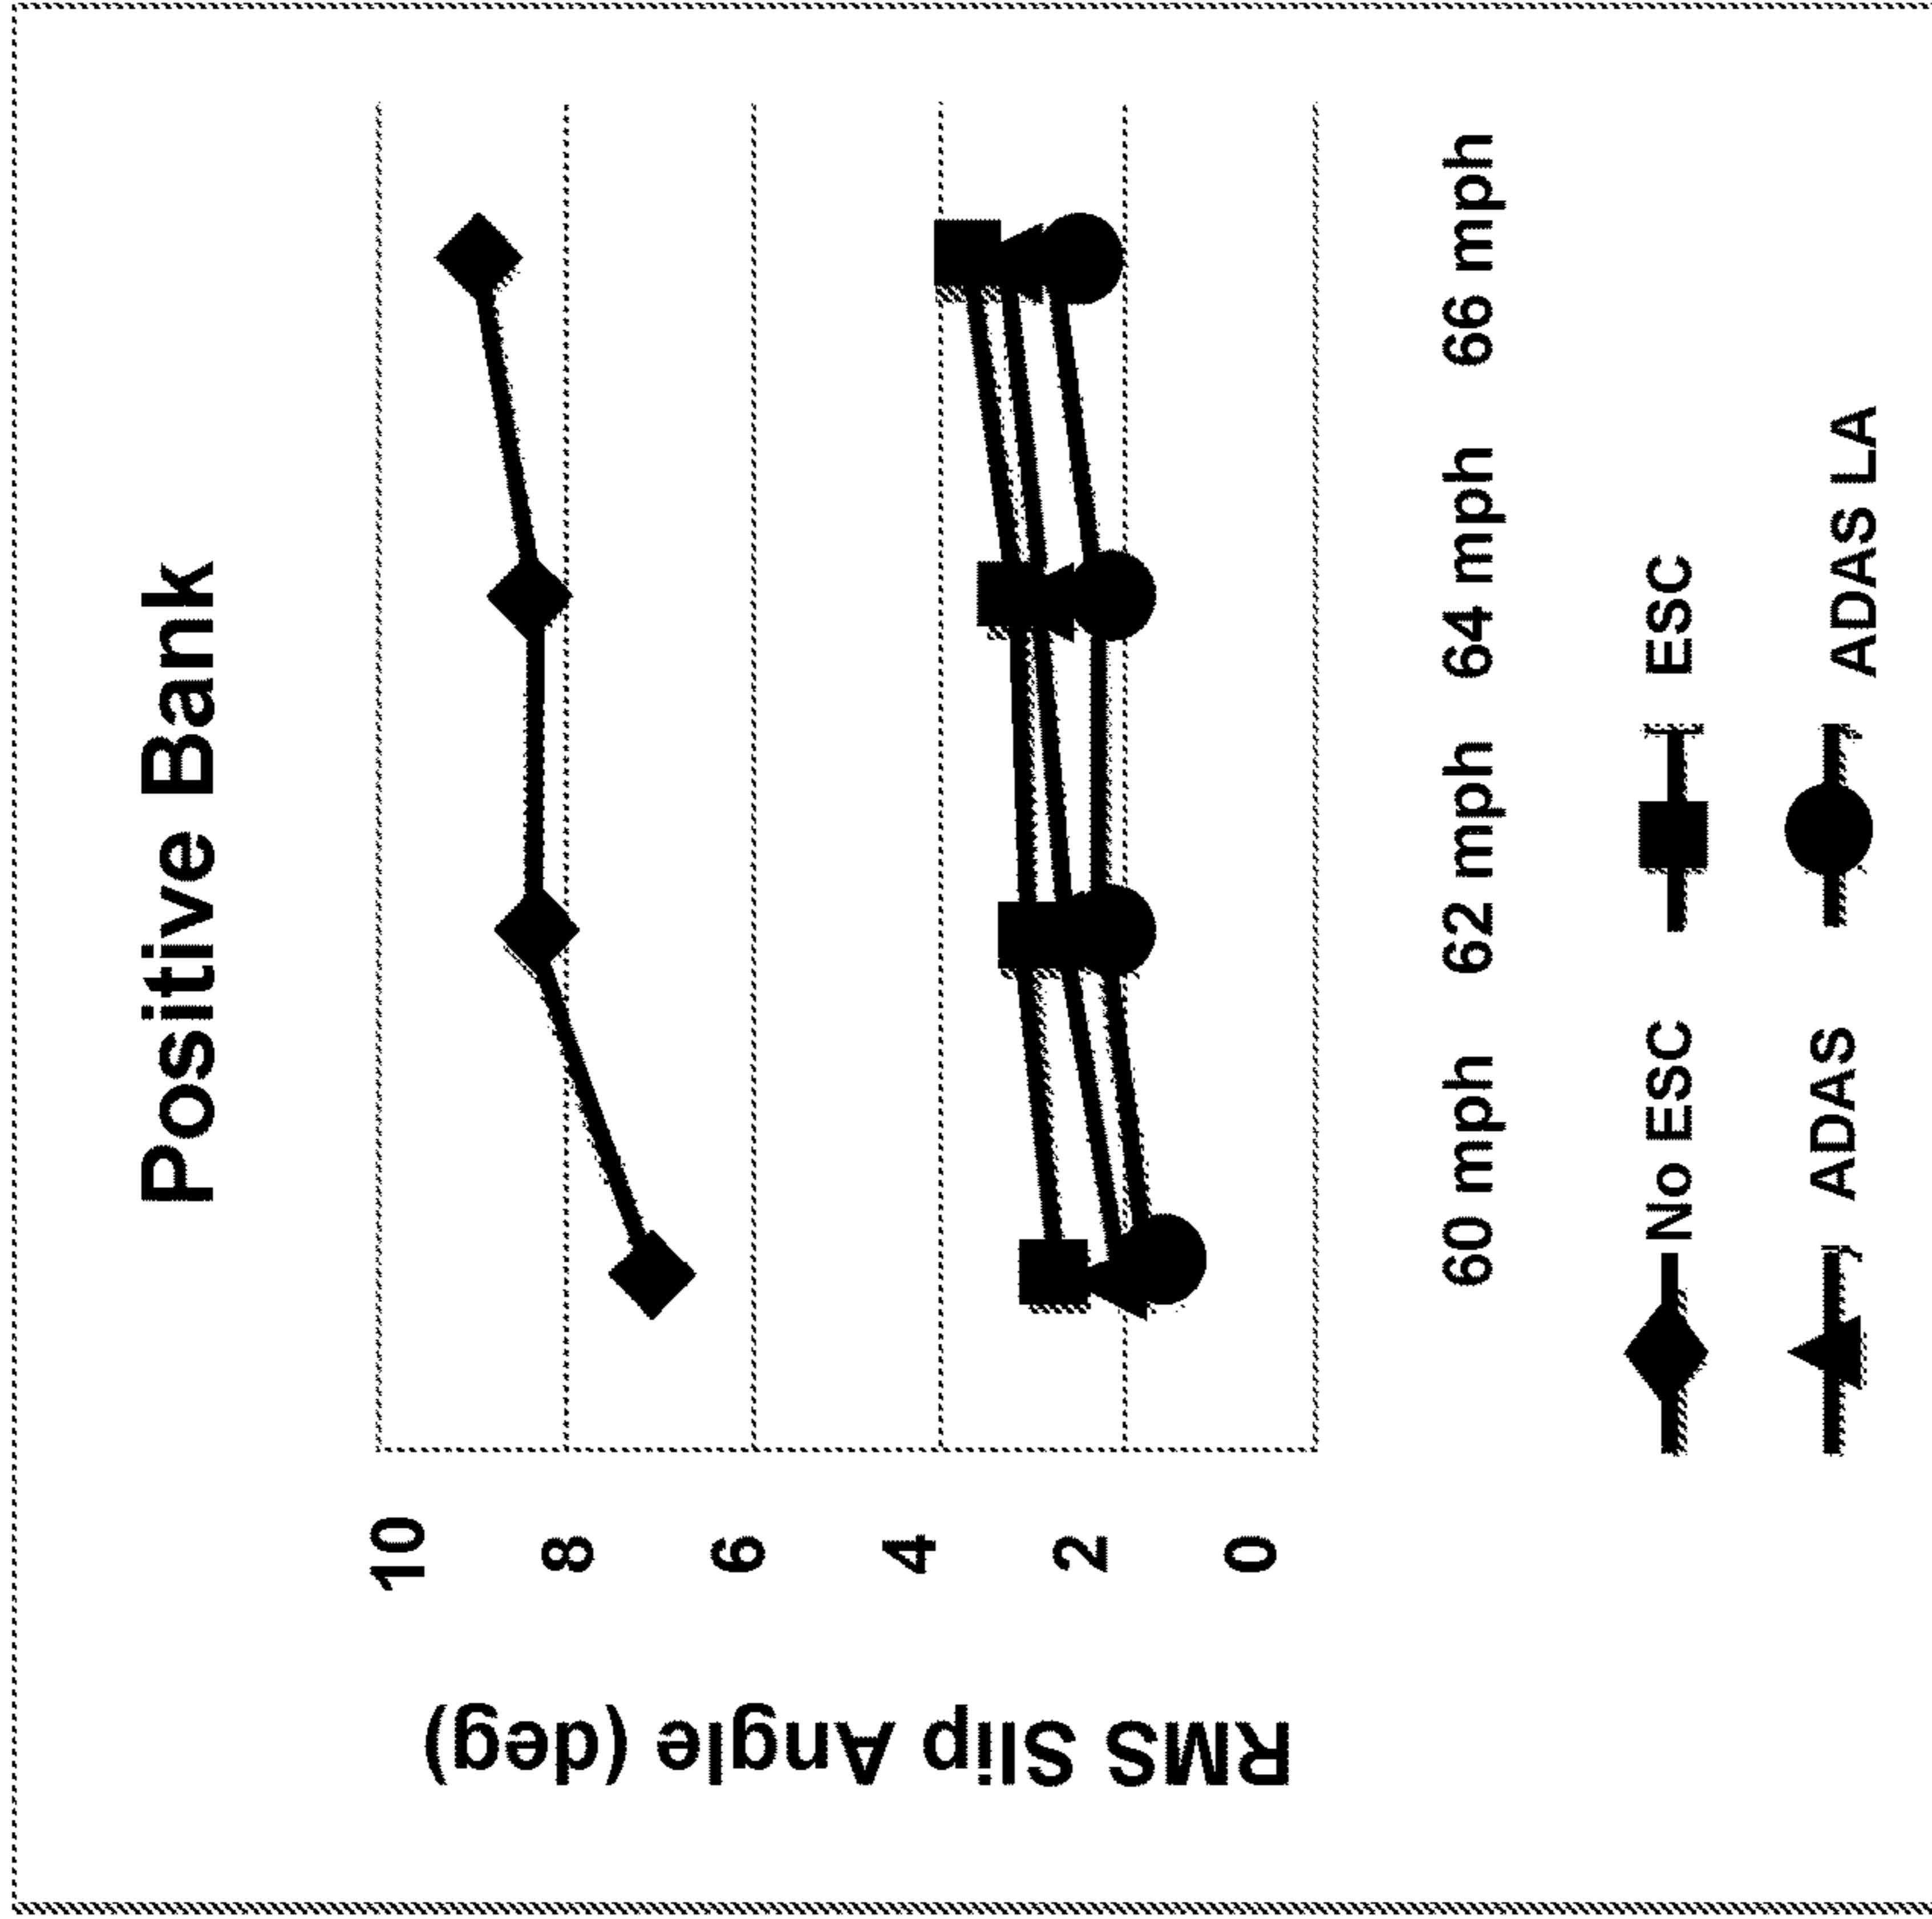 Positive Bank
RMS Slip Angle (deg)
10
8
6
4
2
0
60 mph 62 mph 64 mph 66 mph
No ESC ESC
ADAS ADAS LA